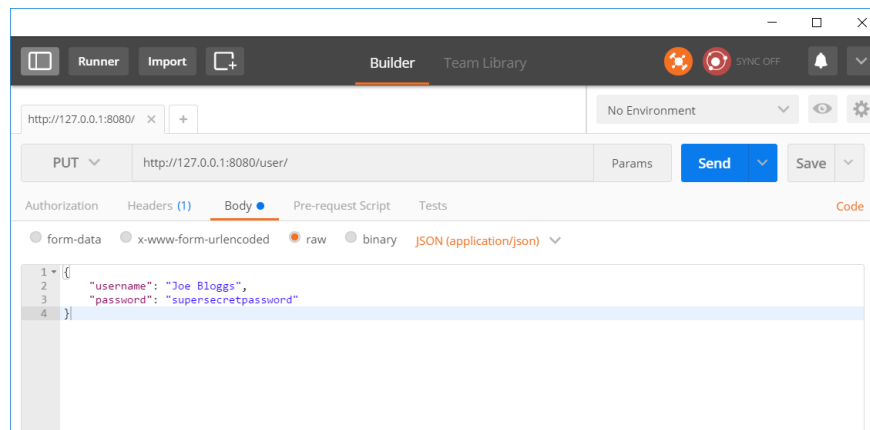 Runner Import Builder Team Library SYNC OFF
http://127.0.0.1:8080/ × + No Environment
PUT http://127.0.0.1:8080/user/ Params Send Save
Authorization Headers (1) Body Pre-request Script Tests Code
form-data x-www-form-urlencoded raw binary JSON (application/json)
1 {
2 "username": "Joe Bloggs",
3 "password": "supersecretpassword"
4 }